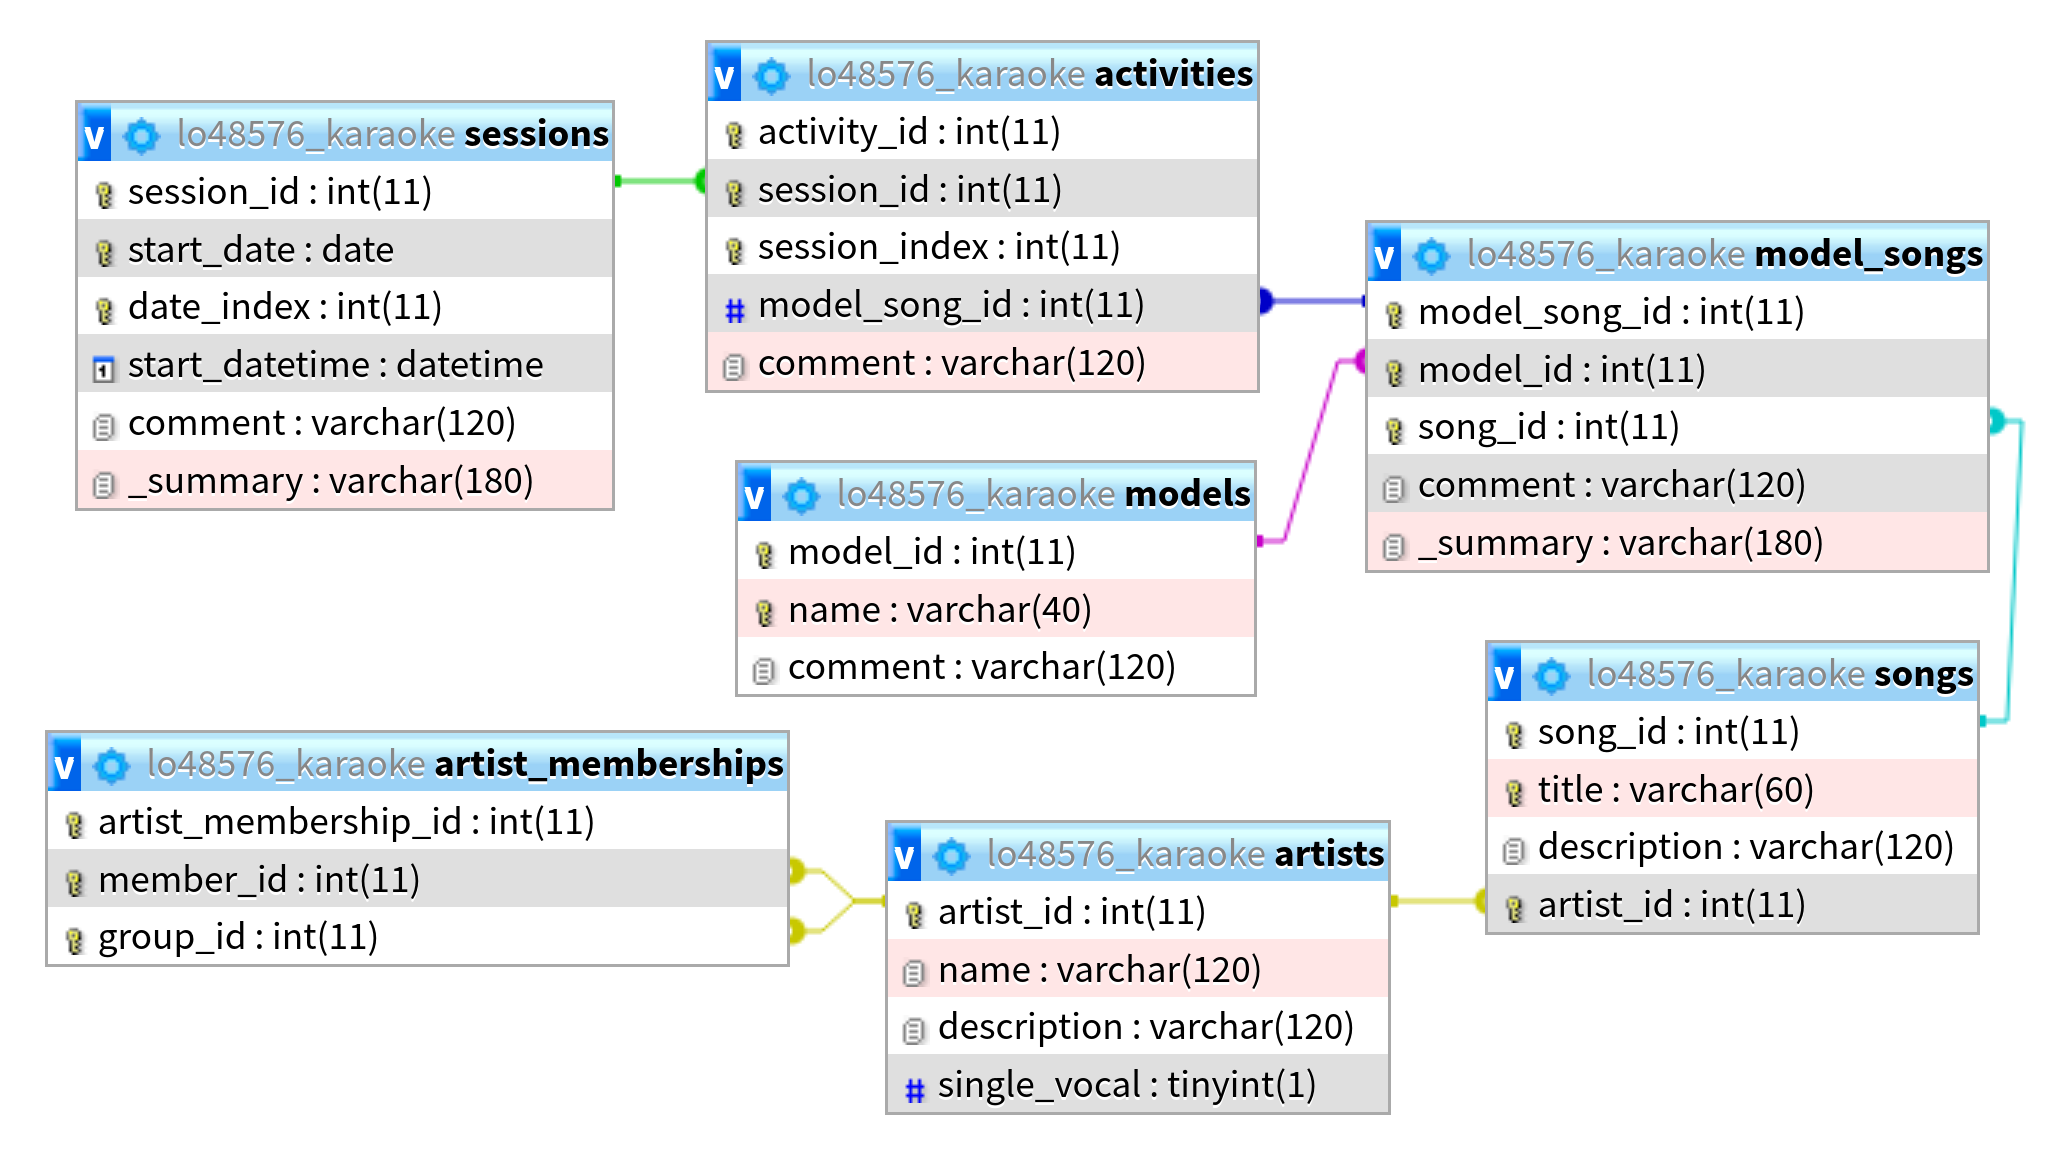 v lo48576_karaoke sessions
session_id : int(11)
start_date : date
date_index : int(11)
start_datetime : datetime
comment : varchar(120)
_summary : varchar(180)
v lo48576_karaoke activities
activity_id : int(11)
session_id : int(11)
session_index : int(11)
# model_song_id : int(11)
comment : varchar(120)
v lo48576_karaoke model_songs
model_song_id : int(11)
model_id : int(11)
song_id : int(11)
comment : varchar(120)
_summary : varchar(180)
v lo48576_karaoke models
model_id : int(11)
name : varchar(40)
comment : varchar(120)
v lo48576_karaoke songs
song_id : int(11)
title : varchar(60)
description : varchar(120)
artist_id : int(11)
v lo48576_karaoke artist_memberships
artist_membership_id : int(11)
member_id : int(11)
group_id : int(11)
v lo48576_karaoke artists
artist_id : int(11)
name : varchar(120)
description : varchar(120)
# single_vocal : tinyint(1)